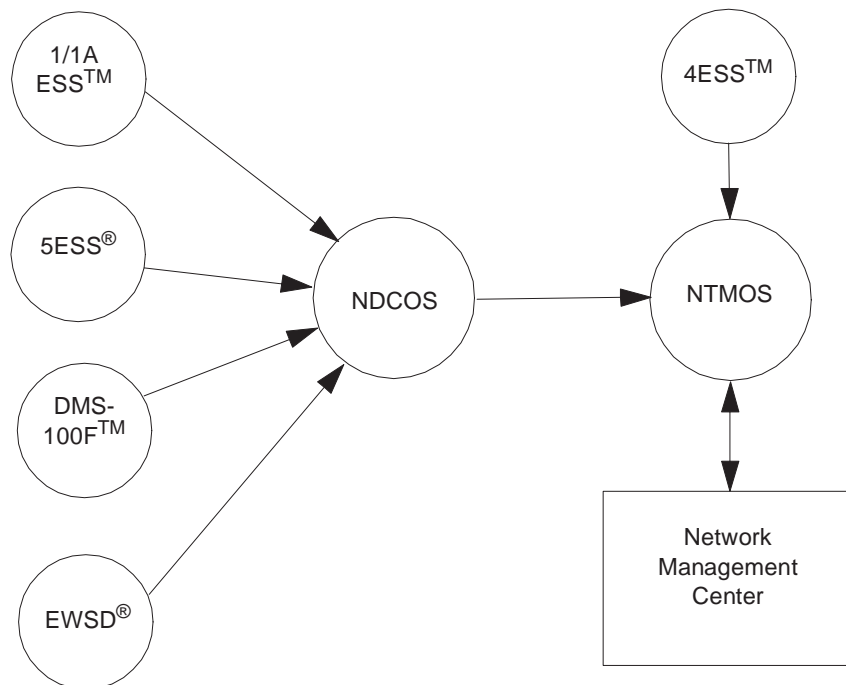 1/1A
ESS™
4ESS™
5ESS®
NDCOS
NTMOS
DMS-
100F™
Network
Management
Center
EWSD®